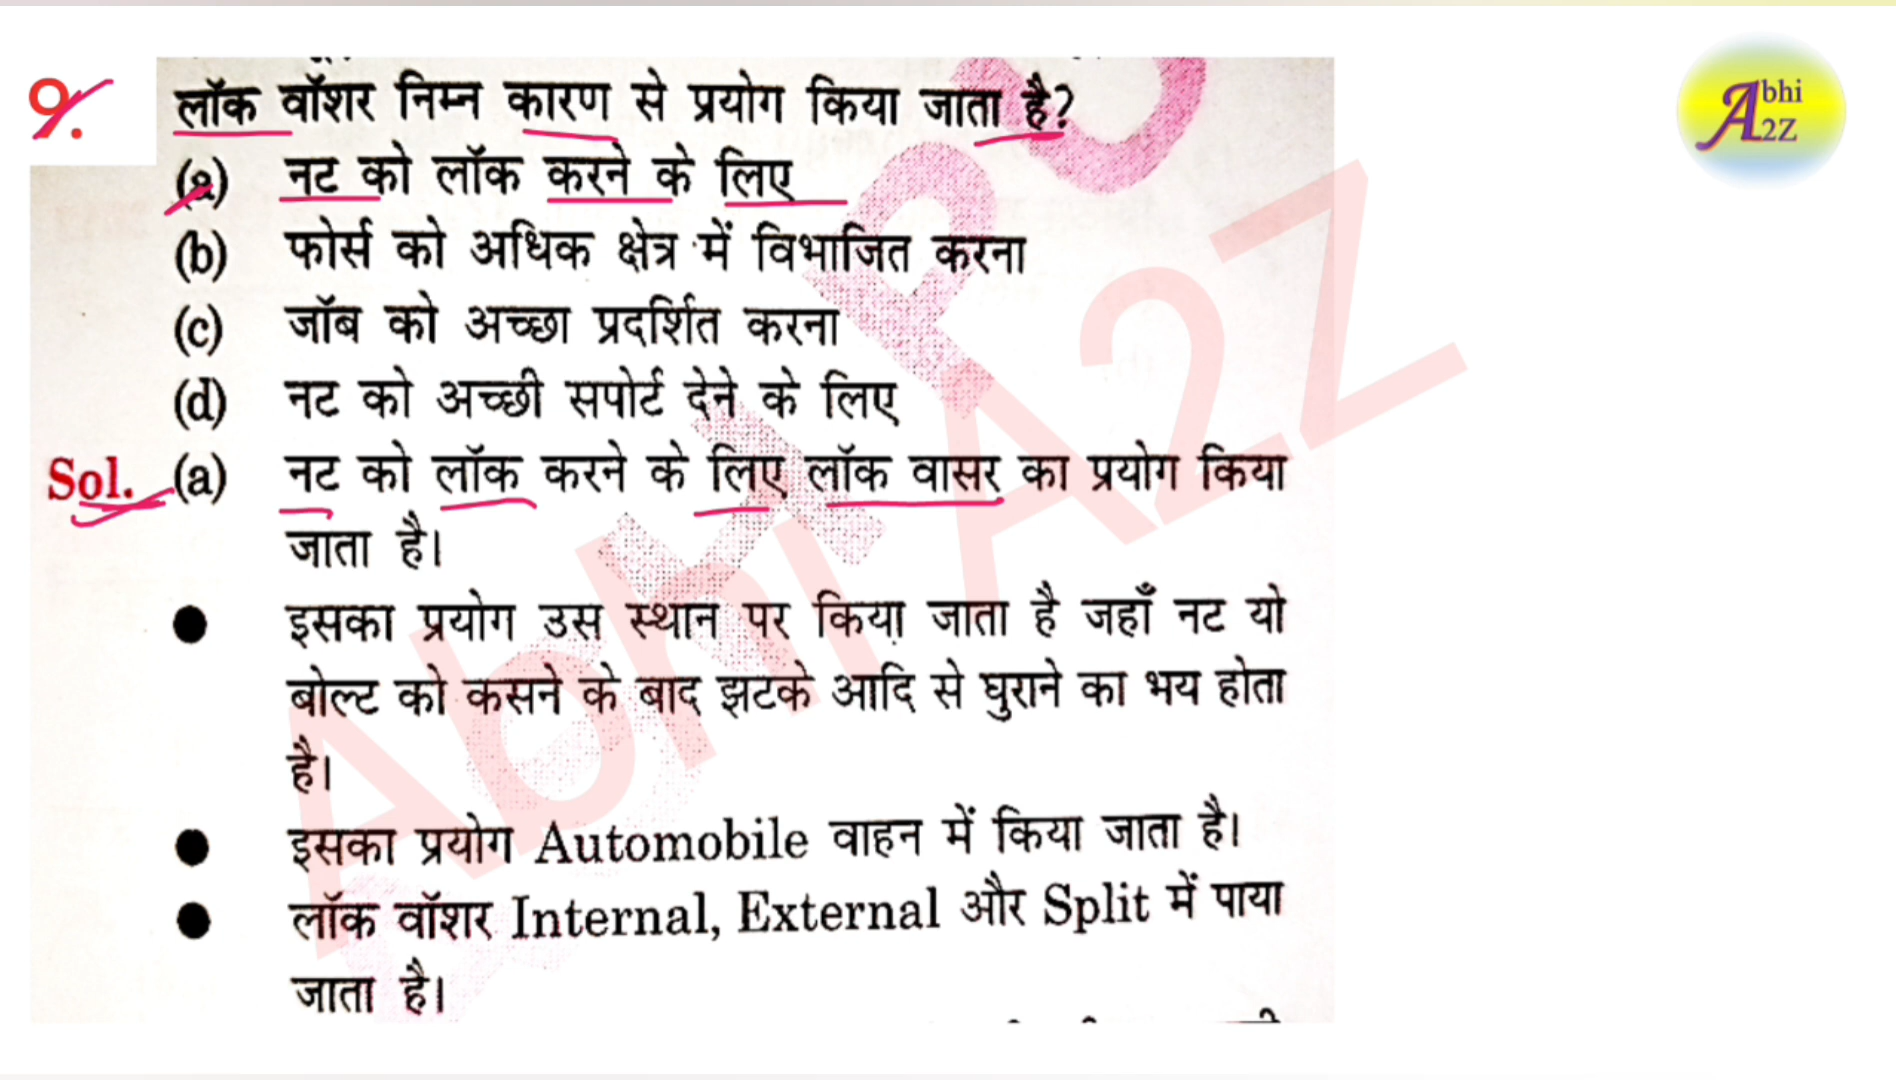 9.
लॉक वॉशर निम्न कारण से प्रयोग किया जाता है?
(a) नट को लॉक करने के लिए
(b) फोर्स को अधिक क्षेत्र में विभाजित करना
(c) जॉब को अच्छा प्रदर्शित करना
(d) नट को अच्छी सपोर्ट देने के लिए
Sol. (a) नट को लॉक करने के लिए लॉक वासर का प्रयोग किया
जाता है।
● इसका प्रयोग उस स्थान पर किया जाता है जहाँ नट यो
बोल्ट को कसने के बाद झटके आदि से घुराने का भय होता
है।
● इसका प्रयोग Automobile वाहन में किया जाता है।
● लॉक वॉशर Internal, External और Split में पाया
जाता है।
Abhi A2Z
Abhi
2Z